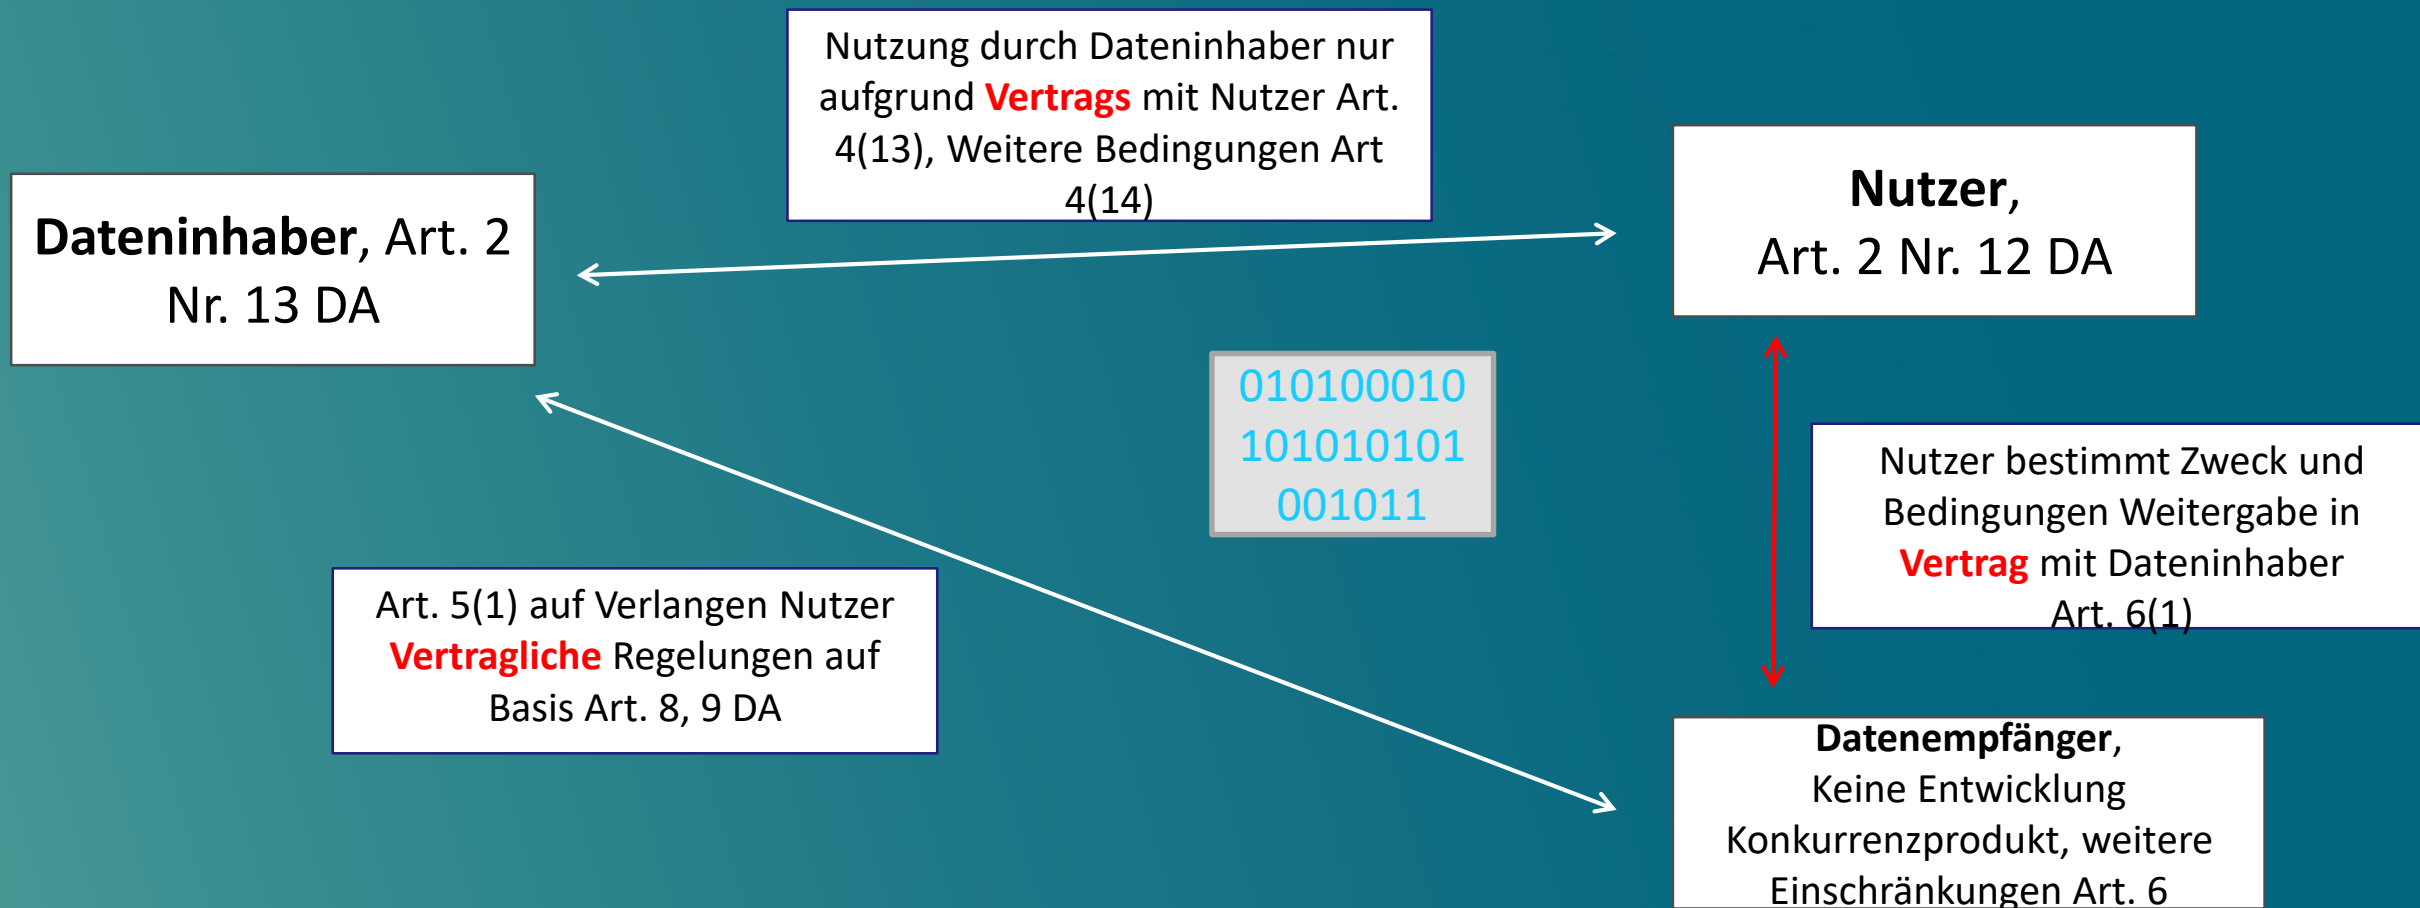 Nutzung durch Dateninhaber nur
aufgrund Vertrags mit Nutzer Art.
4(13), Weitere Bedingungen Art
4(14)
Dateninhaber, Art. 2
Nr. 13 DA
Nutzer,
Art. 2 Nr. 12 DA
010100010
101010101
001011
Nutzer bestimmt Zweck und
Bedingungen Weitergabe in
Vertrag mit Dateninhaber
Art. 6(1)
Art. 5(1) auf Verlangen Nutzer
Vertragliche Regelungen auf
Basis Art. 8, 9 DA
Datenempfänger,
Keine Entwicklung
Konkurrenzprodukt, weitere
Einschränkungen Art. 6